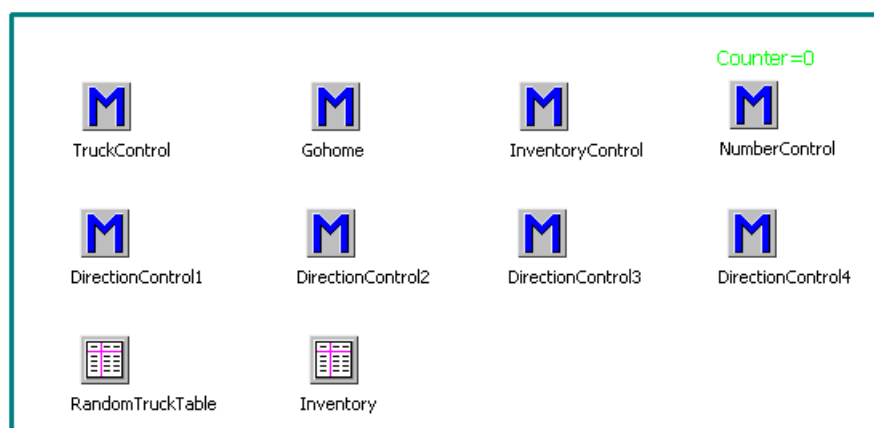 Counter=0
TruckControl Gohome InventoryControl NumberControl
DirectionControl1 DirectionControl2 DirectionControl3 DirectionControl4
RandomTruckTable Inventory